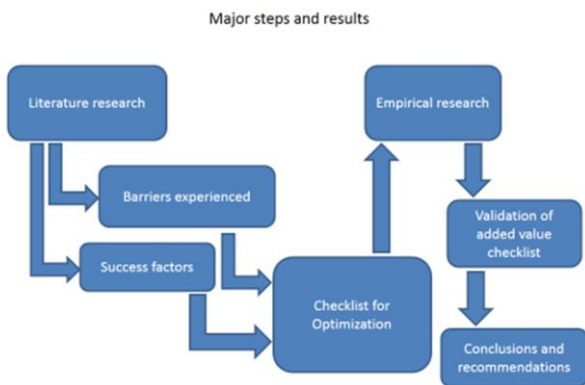 Major steps and results
Literature research
Empirical research
Barriers experienced
Validation of
added value
checklist
Success factors
Checklist for
Optimization
Conclusions and
recommendations